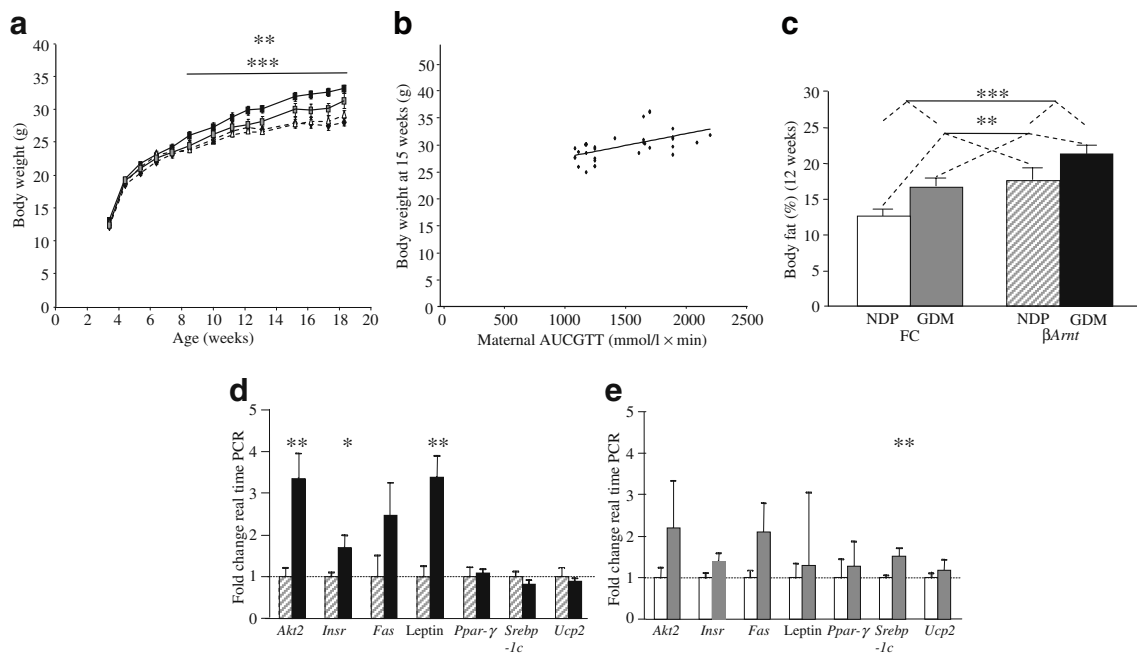 a
**
***
40
35
30
25
20
15
10
5
0
Body weight (g)
0 2 4 6 8 10 12 14 16 18 20
Age (weeks)
b
50
45
40
35
30
25
20
15
10
5
0
Body weight at 15 weeks (g)
0 500 1000 1500 2000 2500
Maternal AUCGTT (mmol/l × min)
c
***
**
30
25
20
15
10
5
0
Body fat (%) (12 weeks)
NDP GDM NDP GDM
FC βArnt
d
5
4
3
2
1
0
Fold change real time PCR
** * **
Akt2 Insr Fas Leptin Ppar-γ Srebp Ucp2
-1c
e
5
4
3
2
1
0
Fold change real time PCR
**
Akt2 Insr Fas Leptin Ppar-γ Srebp Ucp2
-1c